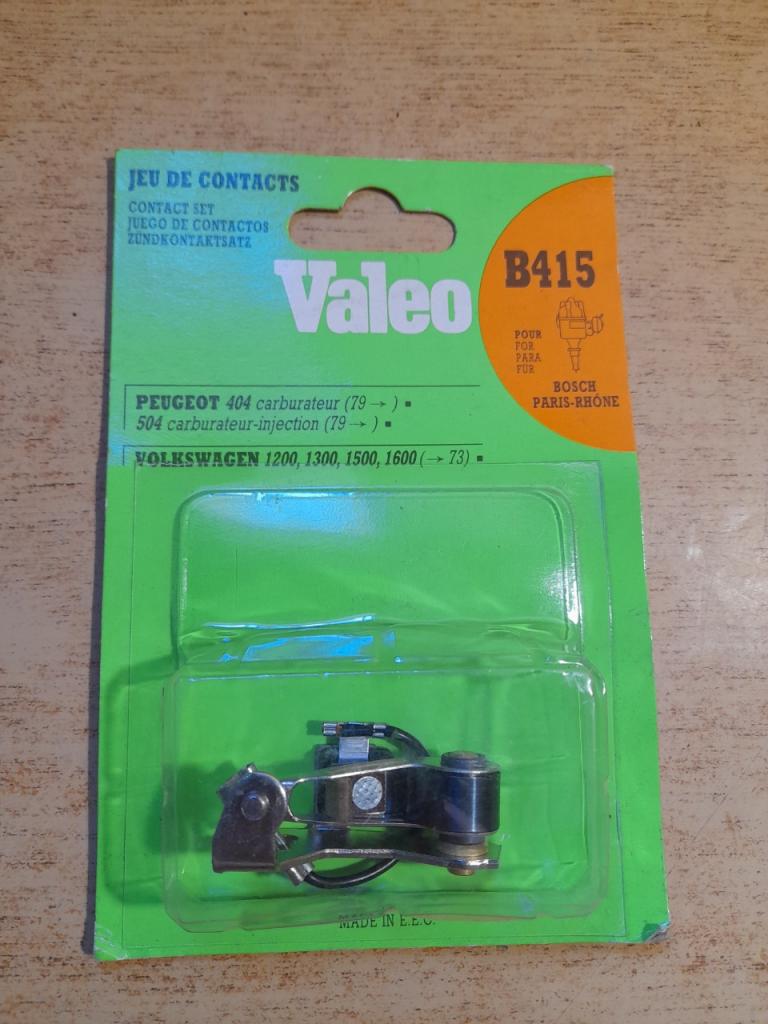 JEU DE CONTACTS
CONTACT SET
JUEGO DE CONTACTOS
ZÜNDKONTAKTSATZ
Valeo
B415
POUR
FOR
PARA
FÜR
BOSCH
PARIS-RHÔNE
PEUGEOT 404 carburateur (79 → ) ▪
504 carburateur-injection (79 → ) ▪
VOLKSWAGEN 1200, 1300, 1500, 1600 (→ 73) ▪
MADE IN E.E.C.